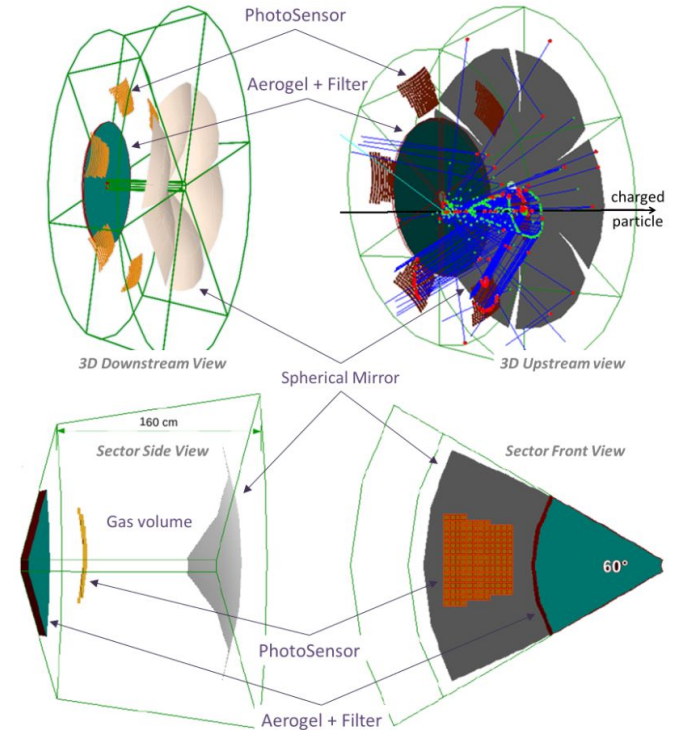 PhotoSensor
Aerogel + Filter
charged
particle
3D Downstream View
3D Upstream view
Spherical Mirror
160 cm
Sector Side View
Sector Front View
Gas volume
60°
PhotoSensor
Aerogel + Filter